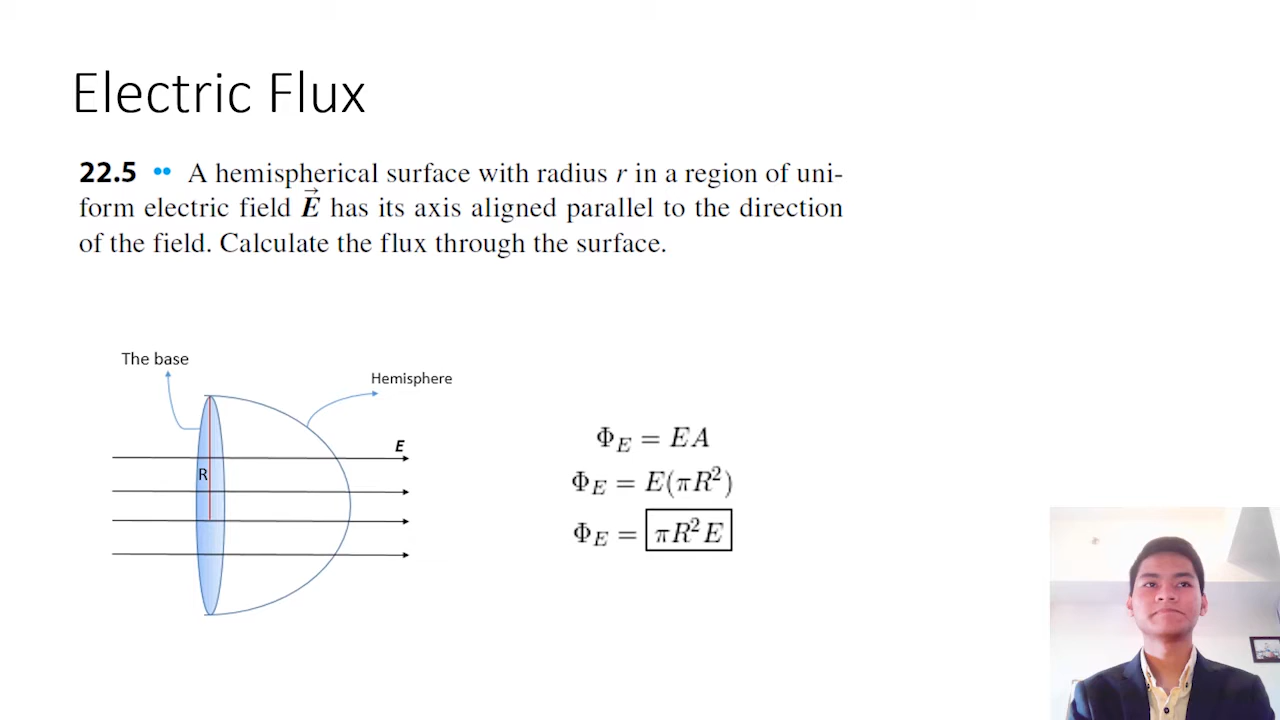 Electric Flux
22.5 •• A hemispherical surface with radius r in a region of uni-
form electric field E⃗ has its axis aligned parallel to the direction
of the field. Calculate the flux through the surface.
The base
Hemisphere
E
R
Φ_E = EA
Φ_E = E(πR²)
Φ_E = πR²E